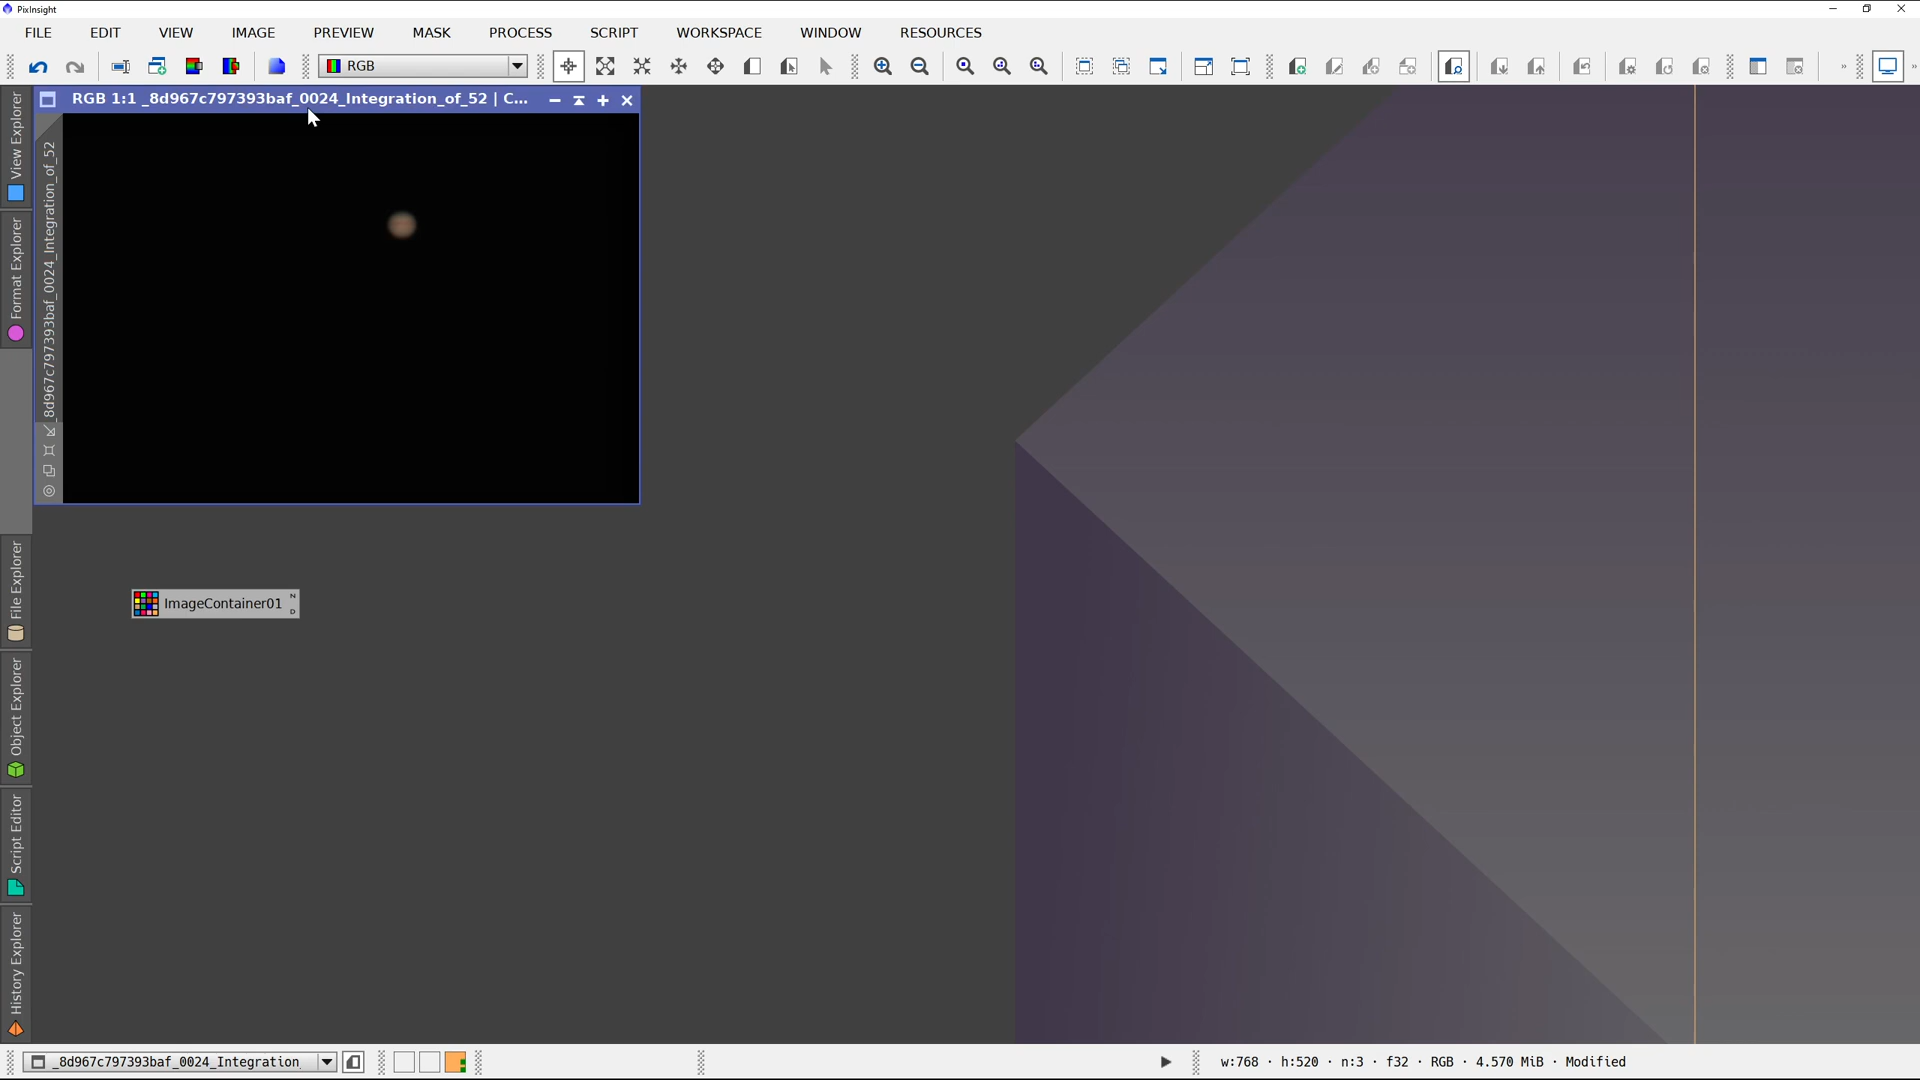 PixInsight
FILE EDIT VIEW IMAGE PREVIEW MASK PROCESS SCRIPT WORKSPACE WINDOW RESOURCES
RGB
RGB 1:1 _8d967c797393baf_0024_Integration_of_52 | C...
_8d967c797393baf_0024_Integration_of_52
View Explorer
Format Explorer
File Explorer
Object Explorer
Script Editor
History Explorer
ImageContainer01
N
D
_8d967c797393baf_0024_Integration_
w:768 · h:520 · n:3 · f32 · RGB · 4.570 MiB · Modified